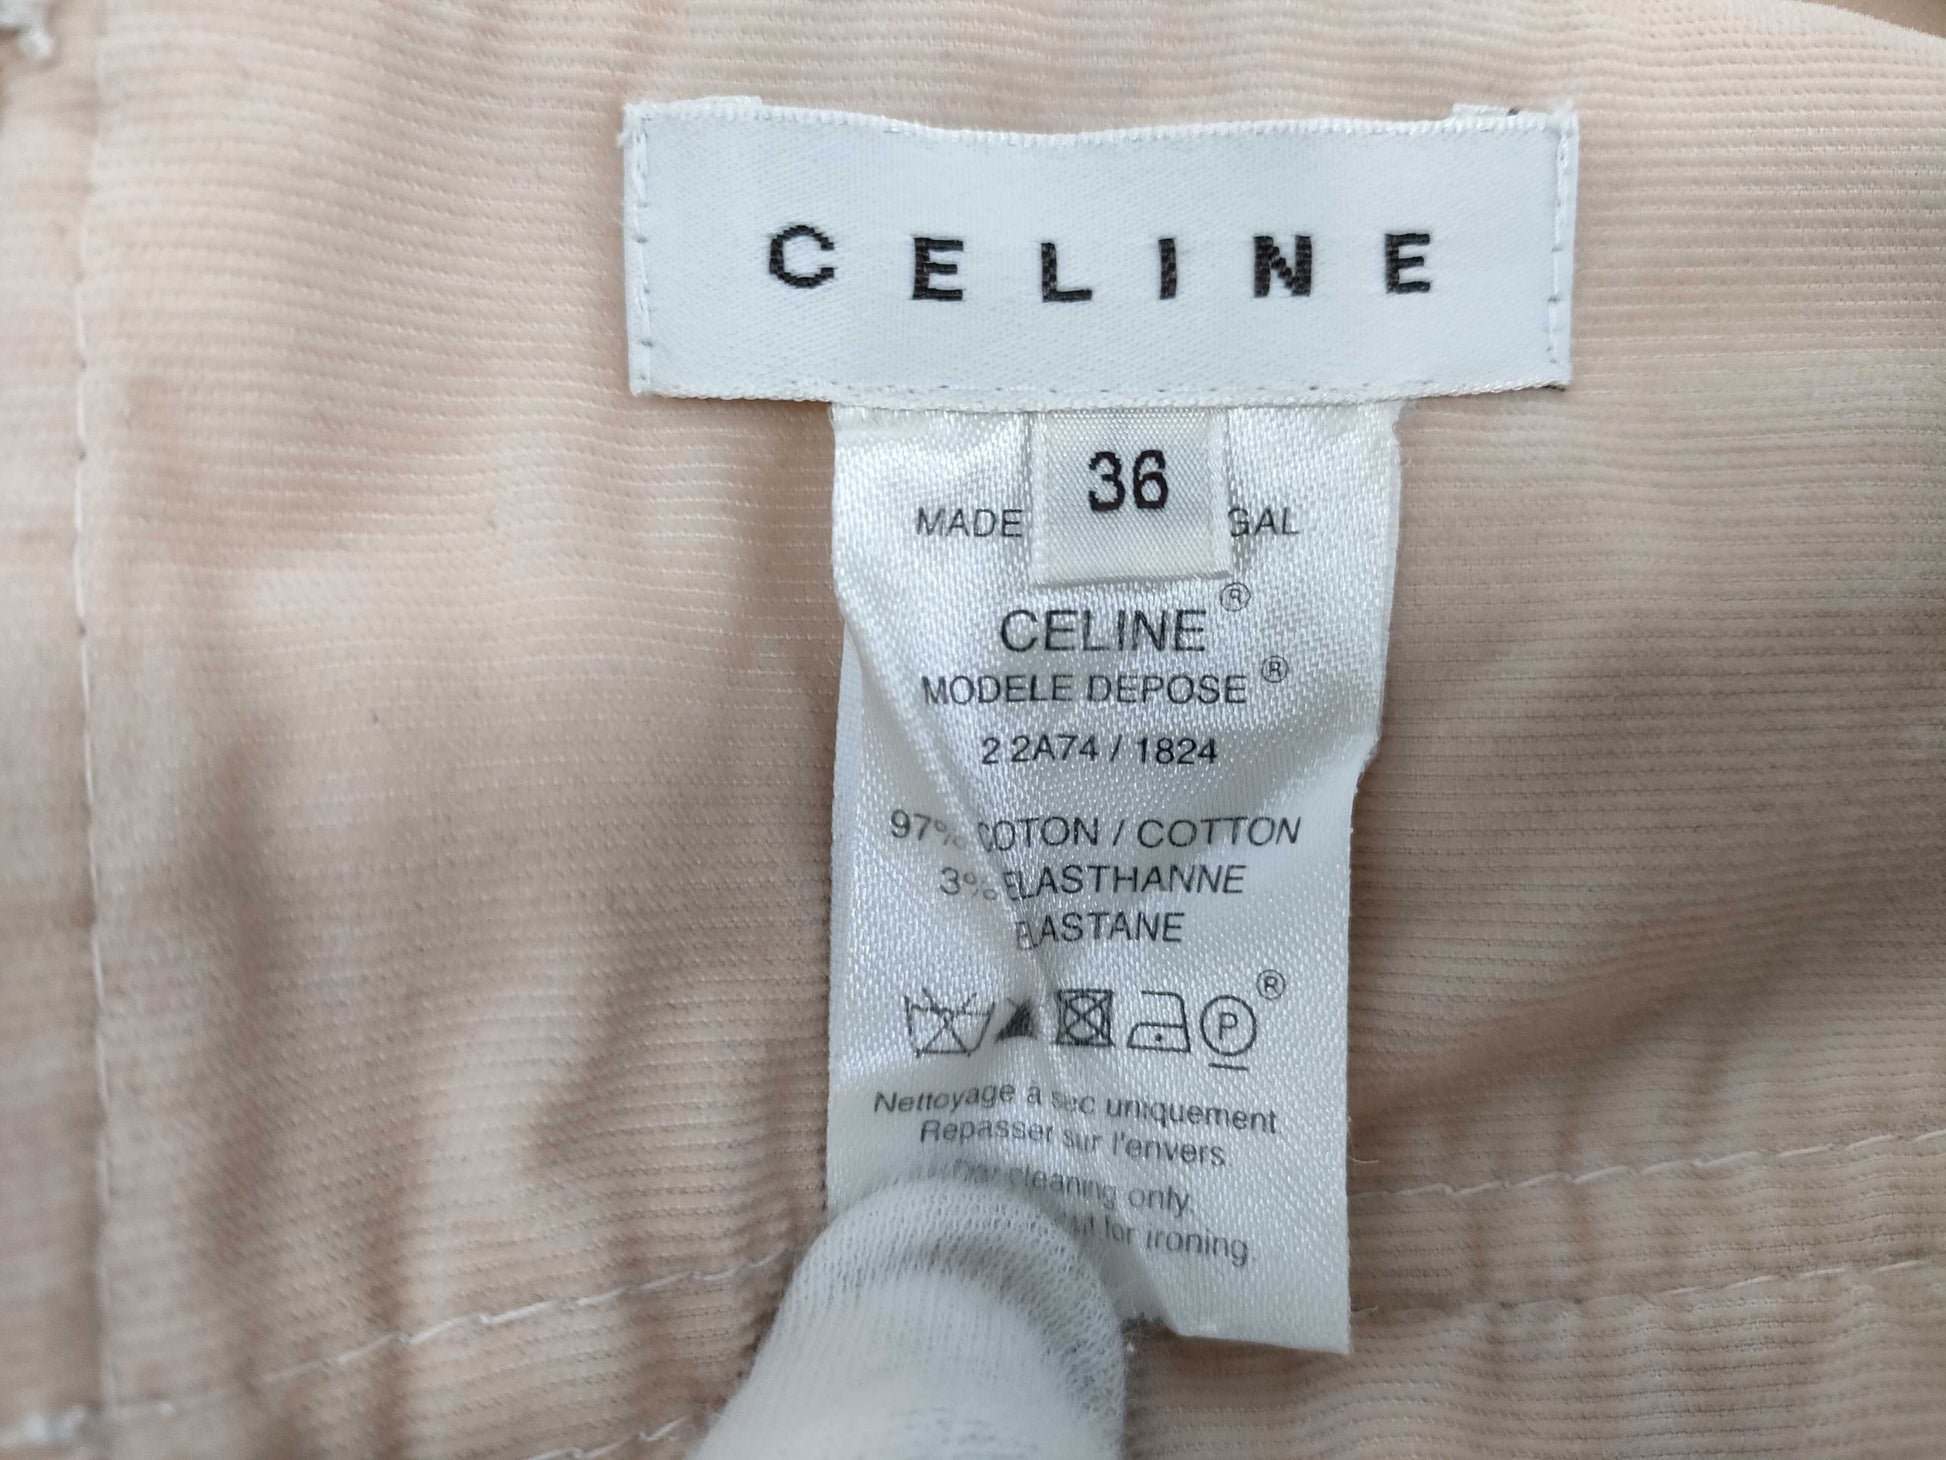 CELINE
36
MADE GAL
CELINE®
MODELE DEPOSE®
2 2A74 / 1824
97% COTON / COTTON
3% ELASTHANNE
ELASTANE
P ®
Nettoyage à sec uniquement.
Repasser sur l'envers.
cleaning only.
for ironing